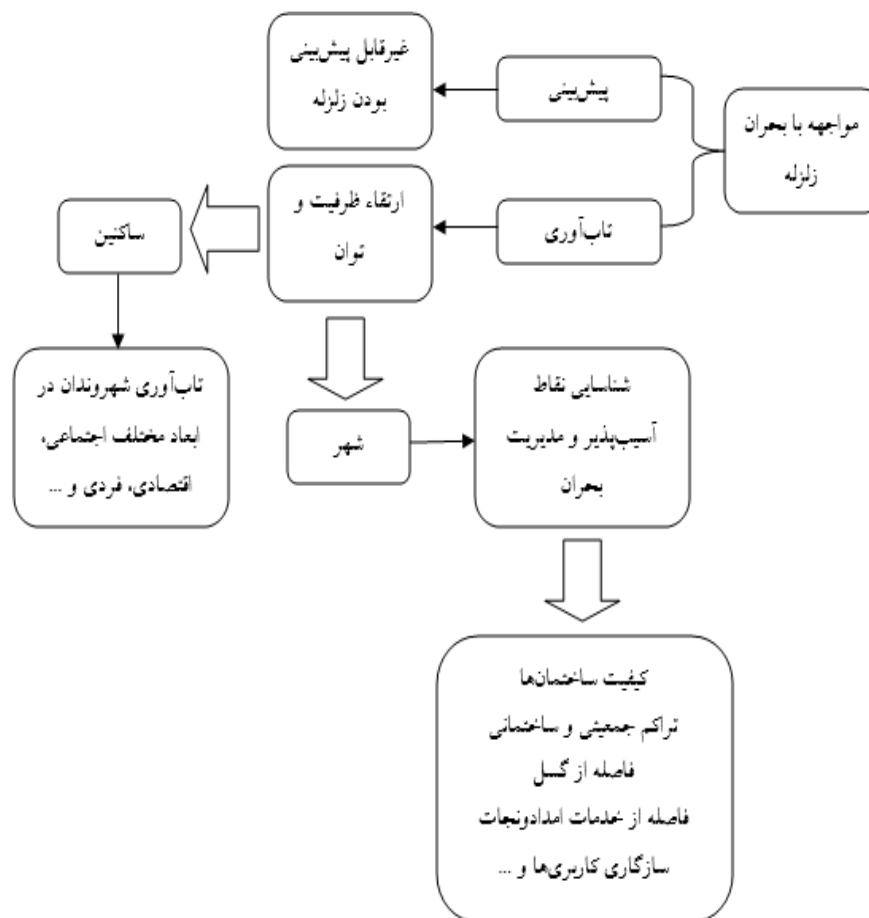 مواجهه با بحران
زلزله
پیش‌بینی
غیرقابل پیش‌بینی
بودن زلزله
تاب‌آوری
ارتقاء ظرفیت و
توان
ساکنین
تاب‌آوری شهروندان در
ابعاد مختلف اجتماعی،
اقتصادی، فردی و ...
شهر
شناسایی نقاط
آسیب‌پذیر و مدیریت
بحران
کیفیت ساختمان‌ها
تراکم جمعیتی و ساختمانی
فاصله از گسل
فاصله از خدمات امدادونجات
سازگاری کاربری‌ها و ...